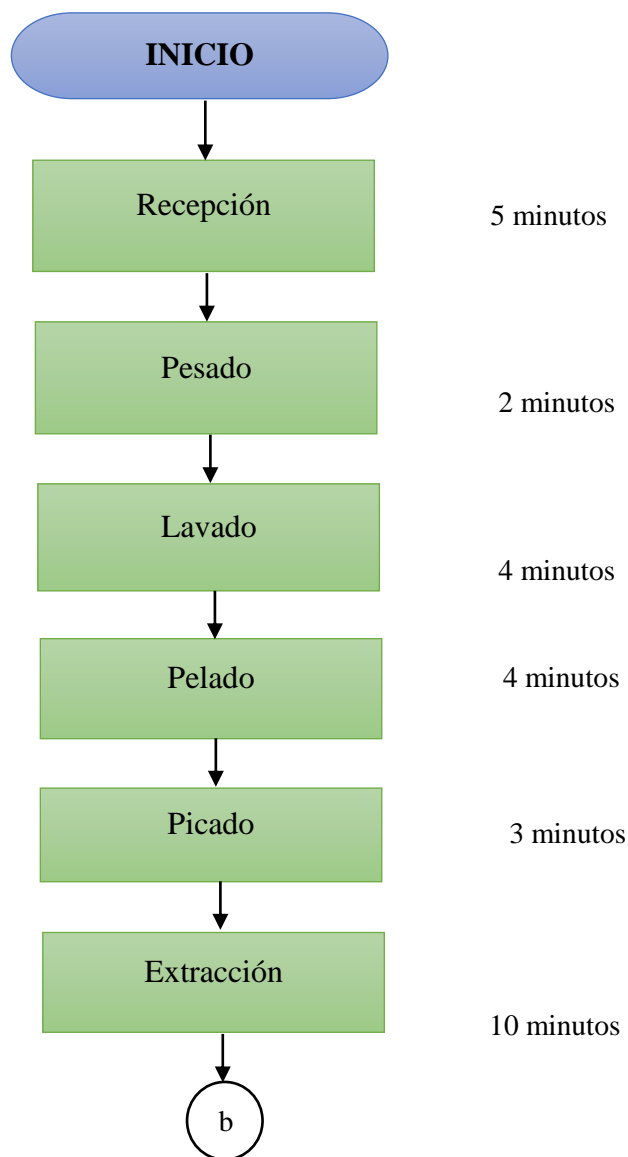 INICIO
Recepción
5 minutos
Pesado
2 minutos
Lavado
4 minutos
Pelado
4 minutos
Picado
3 minutos
Extracción
10 minutos
b